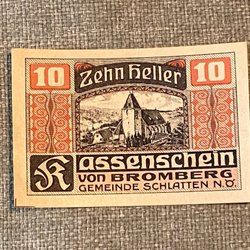 10 Zehn Heller 10
Kassenschein
von BROMBERG
GEMEINDE SCHLATTEN N.Ö.